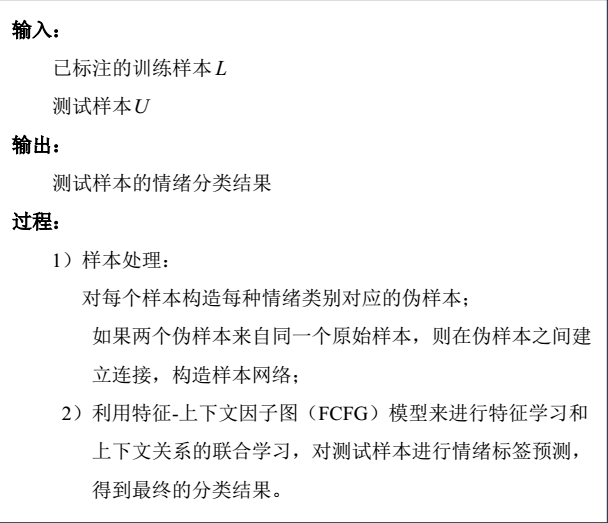 输入：
已标注的训练样本L
测试样本U
输出：
测试样本的情绪分类结果
过程：
1）样本处理：
对每个样本构造每种情绪类别对应的伪样本；
如果两个伪样本来自同一个原始样本，则在伪样本之间建
立连接，构造样本网络；
2）利用特征-上下文因子图（FCFG）模型来进行特征学习和
上下文关系的联合学习，对测试样本进行情绪标签预测，
得到最终的分类结果。